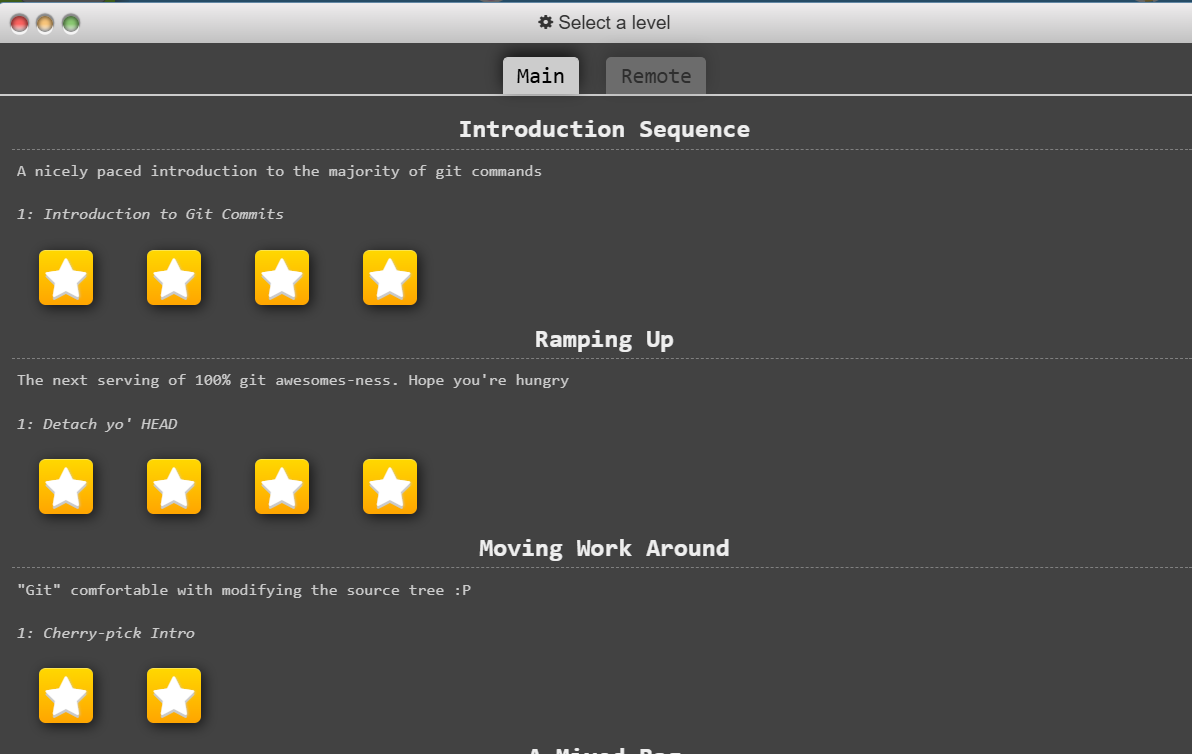 Select a level
Main Remote
Introduction Sequence
A nicely paced introduction to the majority of git commands
1: Introduction to Git Commits
Ramping Up
The next serving of 100% git awesomes-ness. Hope you're hungry
1: Detach yo' HEAD
Moving Work Around
"Git" comfortable with modifying the source tree :P
1: Cherry-pick Intro
A Mixed Bag